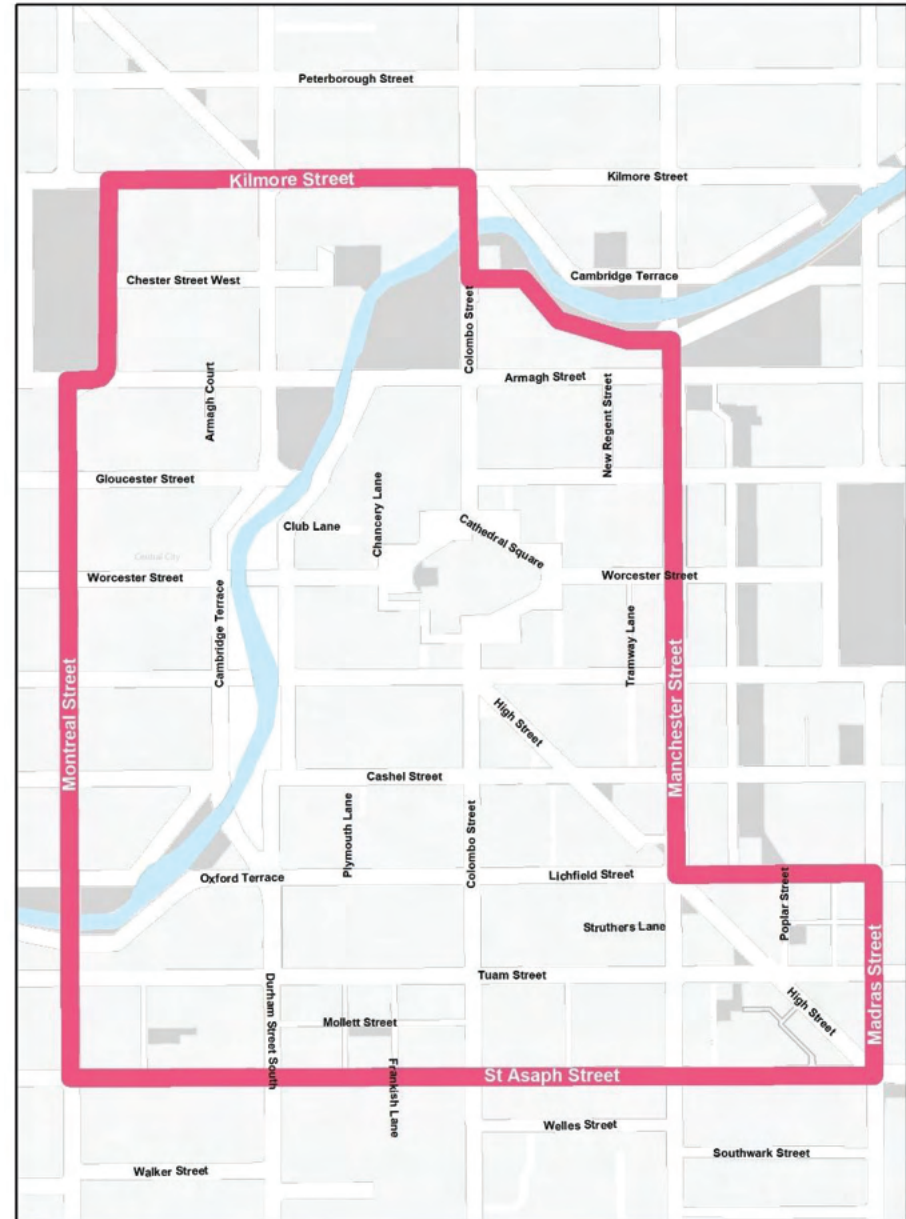 Peterborough Street
Kilmore Street
Kilmore Street
Chester Street West
Cambridge Terrace
Colombo Street
Armagh Court
Armagh Street
New Regent Street
Gloucester Street
Chancery Lane
Club Lane
Cathedral Square
Central City
Worcester Street
Worcester Street
Cambridge Terrace
Tramway Lane
Montreal Street
Manchester Street
High Street
Cashel Street
Plymouth Lane
Colombo Street
Oxford Terrace
Lichfield Street
Poplar Street
Struthers Lane
Madras Street
Tuam Street
Durham Street South
High Street
Mollett Street
Frankish Lane
St Asaph Street
Welles Street
Southwark Street
Walker Street